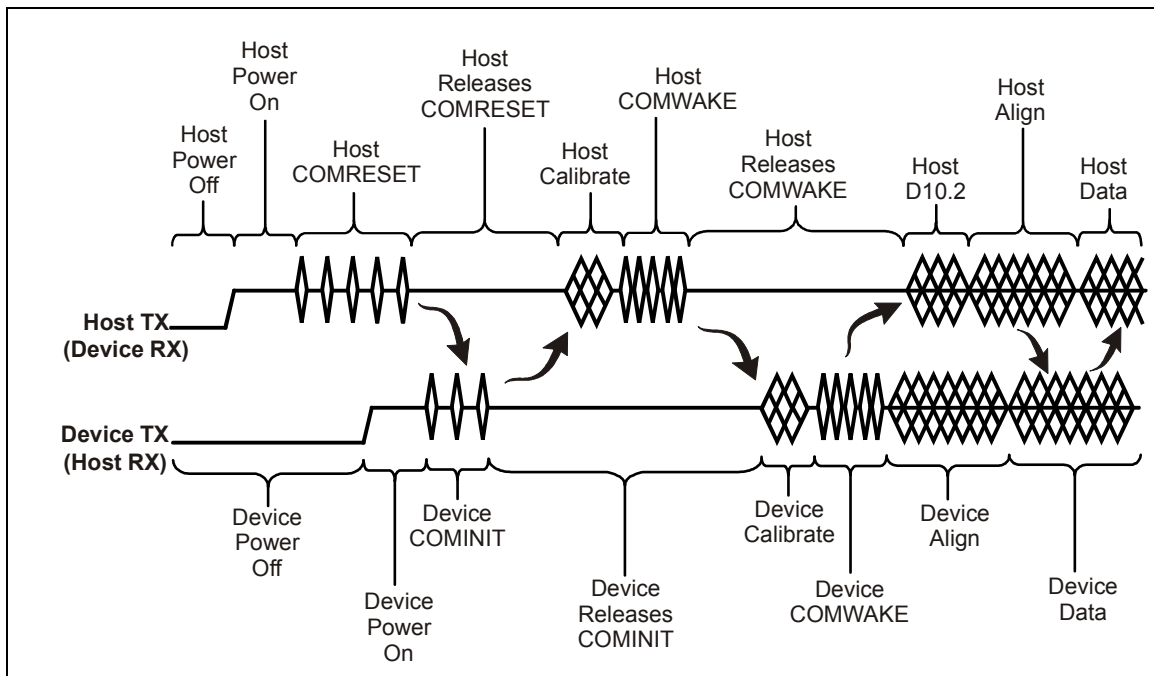 Host
Power
Off
Host
Power
On
Host
COMRESET
Host
Releases
COMRESET
Host
Calibrate
Host
COMWAKE
Host
Releases
COMWAKE
Host
D10.2
Host
Align
Host
Data
Host TX
(Device RX)
Device TX
(Host RX)
Device
Power
Off
Device
Power
On
Device
COMINIT
Device
Releases
COMINIT
Device
Calibrate
Device
COMWAKE
Device
Align
Device
Data